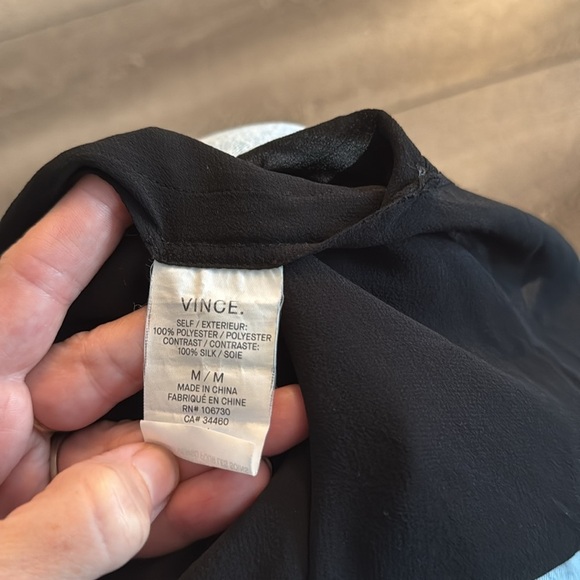 VINCE.
SELF / EXTERIEUR:
100% POLYESTER / POLYESTER
CONTRAST / CONTRASTE:
100% SILK / SOIE
M / M
MADE IN CHINA
FABRIQUÉ EN CHINE
RN# 106730
CA# 34460